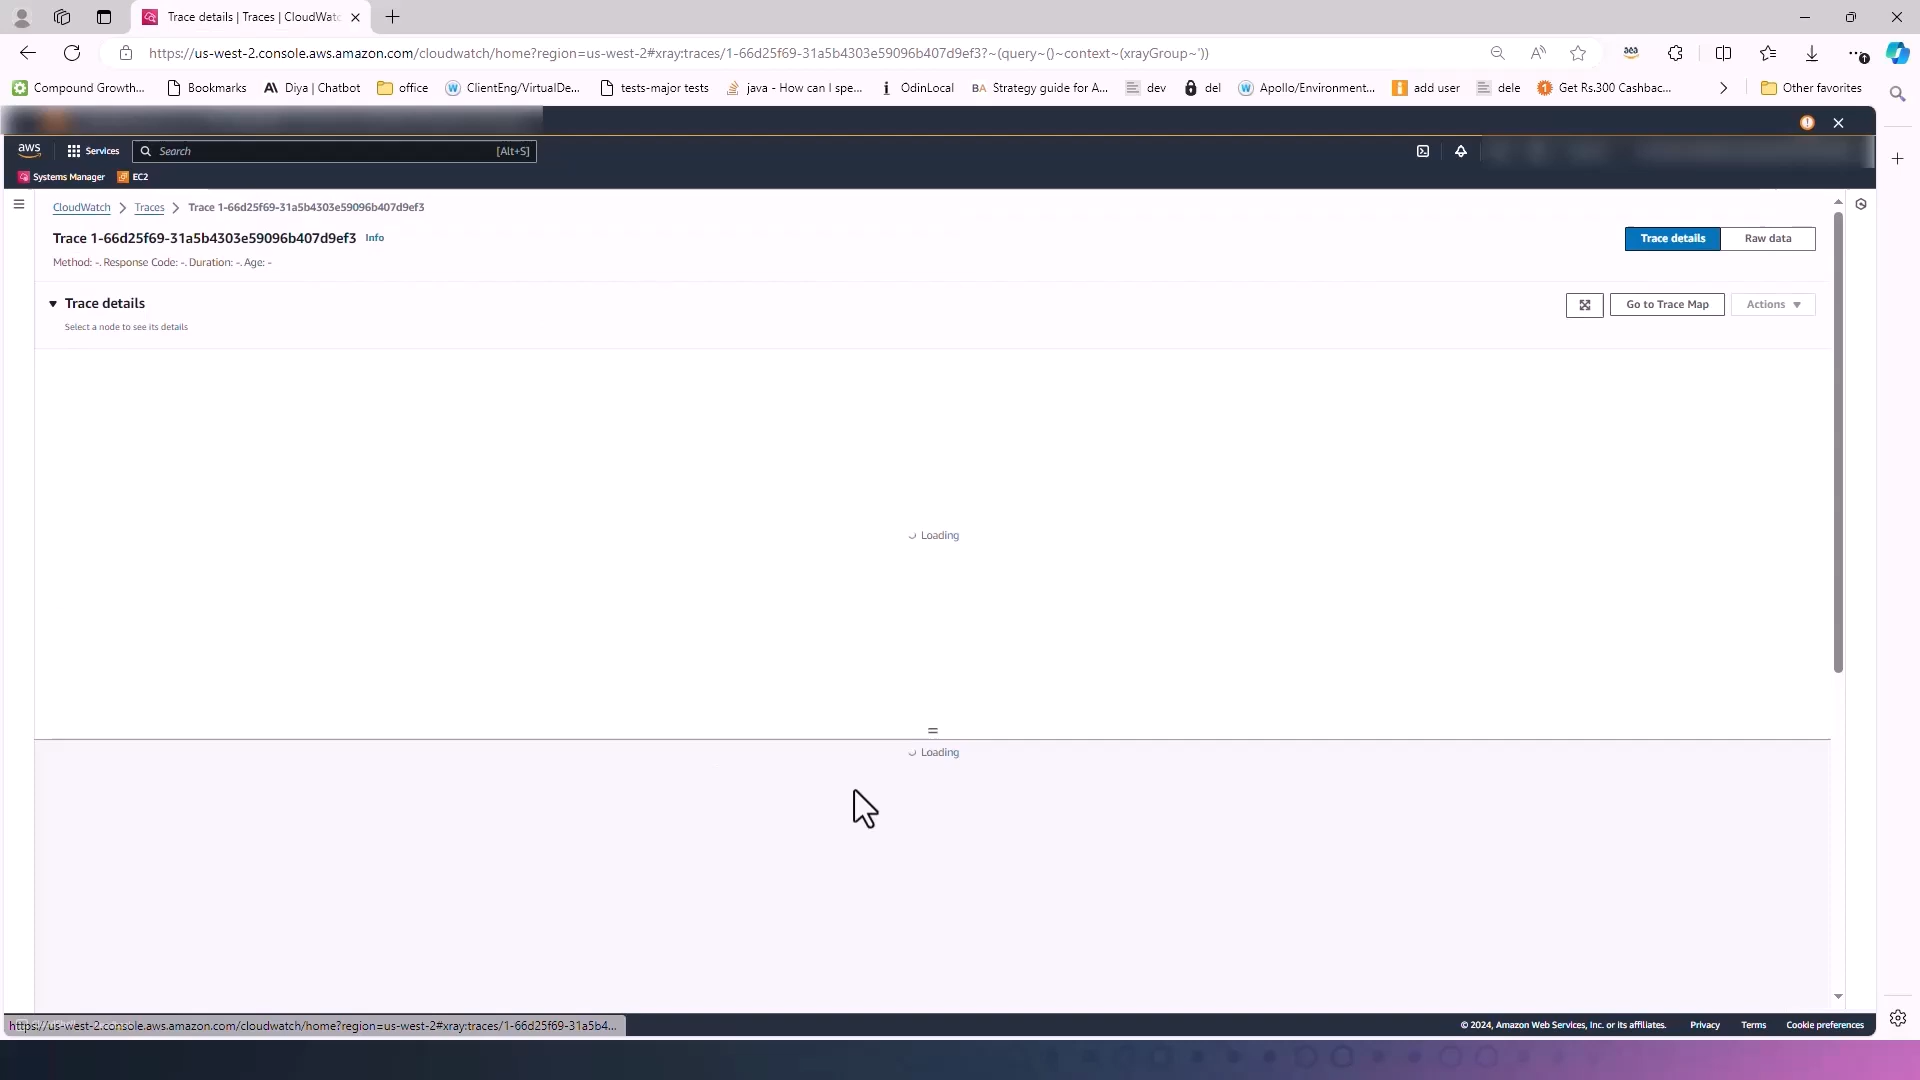 Trace details | Traces | CloudWatc
https://us-west-2.console.aws.amazon.com/cloudwatch/home?region=us-west-2#xray:traces/1-66d25f69-31a5b4303e59096b407d9ef3?~(query~()~context~(xrayGroup~'))
Compound Growth... Bookmarks Diya | Chatbot office ClientEng/VirtualDe... tests-major tests java - How can I spe... OdinLocal BA Strategy guide for A... dev del Apollo/Environment... add user dele Get Rs.300 Cashbac... Other favorites
aws Services Search [Alt+S]
Systems Manager EC2
CloudWatch Traces Trace 1-66d25f69-31a5b4303e59096b407d9ef3
Trace 1-66d25f69-31a5b4303e59096b407d9ef3 Info Trace details Raw data
Method: -. Response Code: -. Duration: -. Age: -
Trace details Go to Trace Map Actions
Select a node to see its details
Loading
Loading
https://us-west-2.console.aws.amazon.com/cloudwatch/home?region=us-west-2#xray:traces/1-66d25f69-31a5b4... © 2024, Amazon Web Services, Inc. or its affiliates. Privacy Terms Cookie preferences